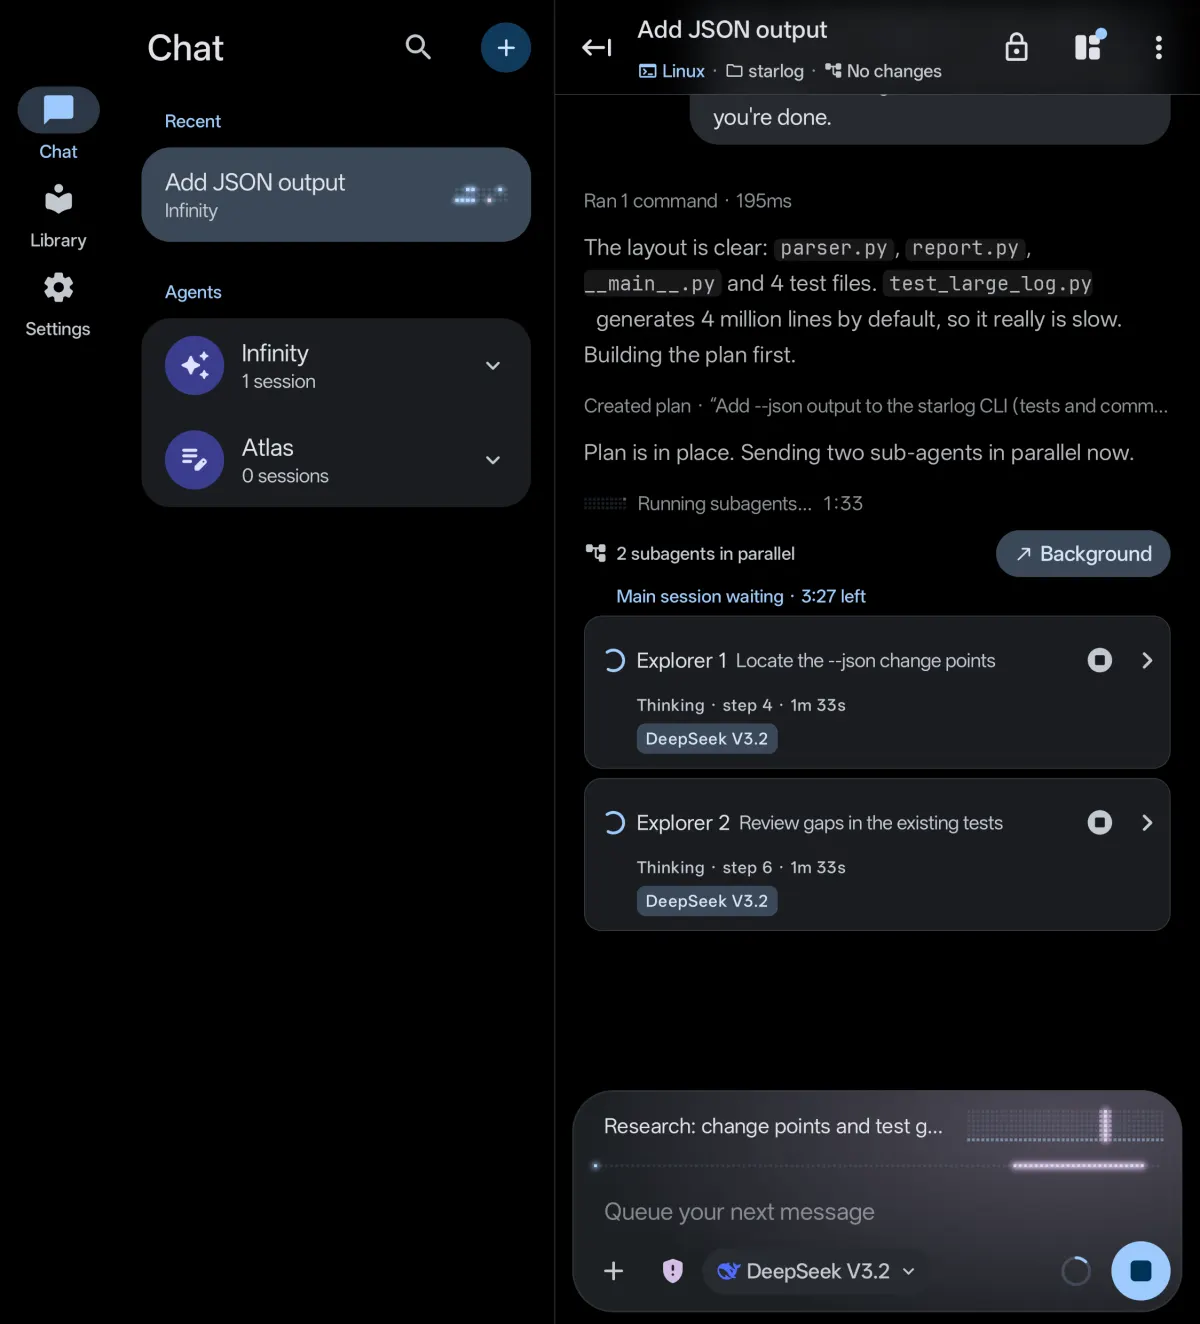 Chat
Chat
Library
Settings
Recent
Add JSON output
Infinity
Agents
Infinity
1 session
Atlas
0 sessions
Add JSON output
Linux · starlog · No changes
you're done.
Ran 1 command · 195ms
The layout is clear: parser.py, report.py,
__main__.py and 4 test files. test_large_log.py
generates 4 million lines by default, so it really is slow.
Building the plan first.
Created plan · “Add --json output to the starlog CLI (tests and comm...
Plan is in place. Sending two sub-agents in parallel now.
Running subagents... 1:33
2 subagents in parallel
Background
Main session waiting · 3:27 left
Explorer 1 Locate the --json change points
Thinking · step 4 · 1m 33s
DeepSeek V3.2
Explorer 2 Review gaps in the existing tests
Thinking · step 6 · 1m 33s
DeepSeek V3.2
Research: change points and test g...
Queue your next message
DeepSeek V3.2